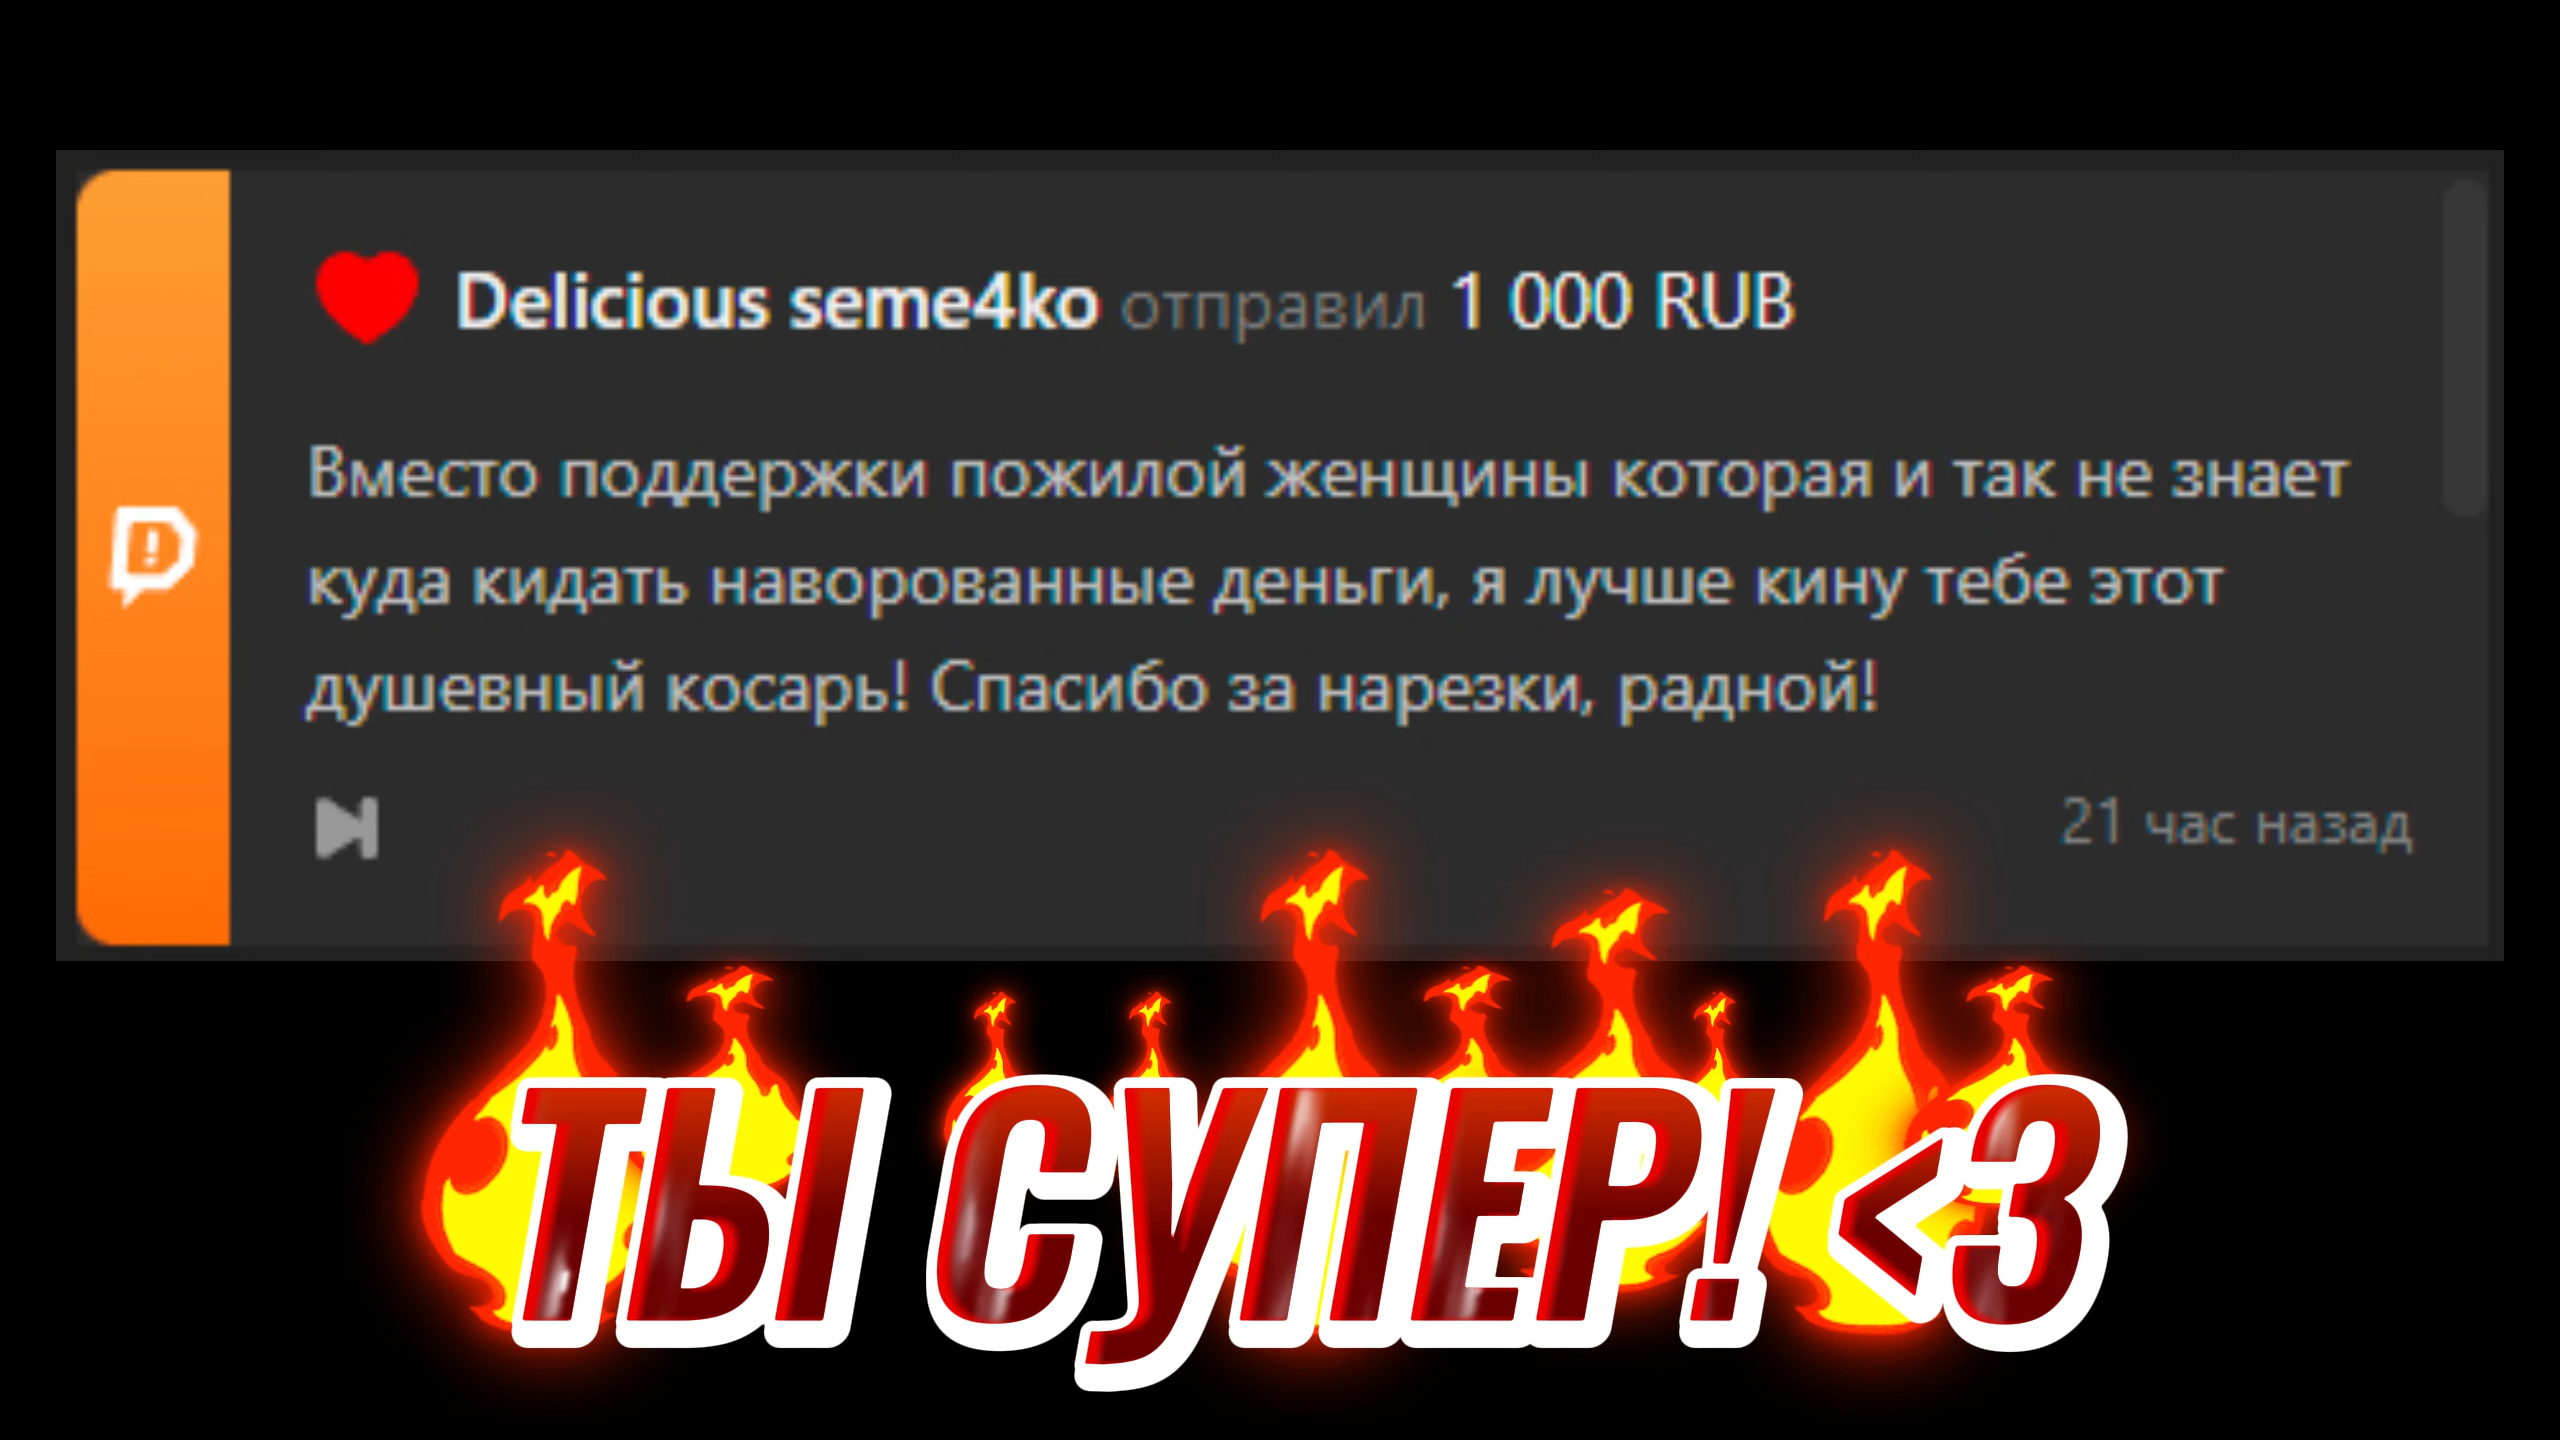 Delicious seme4ko отправил 1 000 RUB
Вместо поддержки пожилой женщины которая и так не знает
куда кидать наворованные деньги, я лучше кину тебе этот
душевный косарь! Спасибо за нарезки, радной!
21 час назад
ТЫ СУПЕР! <3